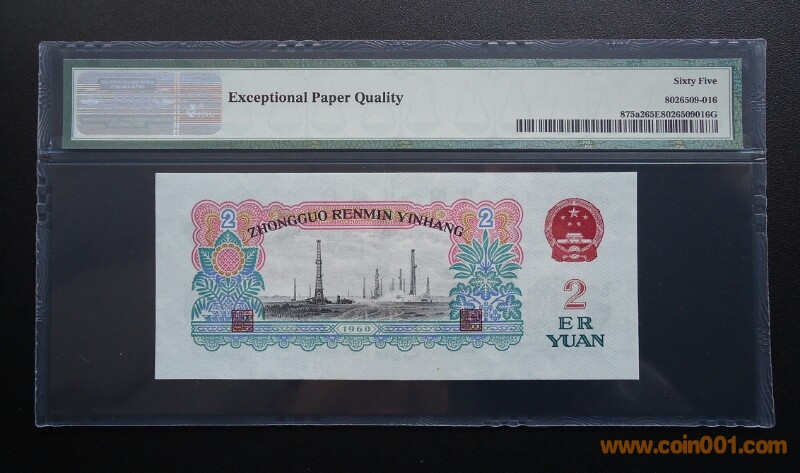 Exceptional Paper Quality
Sixty Five
8026509-016
875a265E8026509016G
2
2
ZHONGGUO RENMIN YINHANG
1960
2
ER
YUAN
www.coin001.com